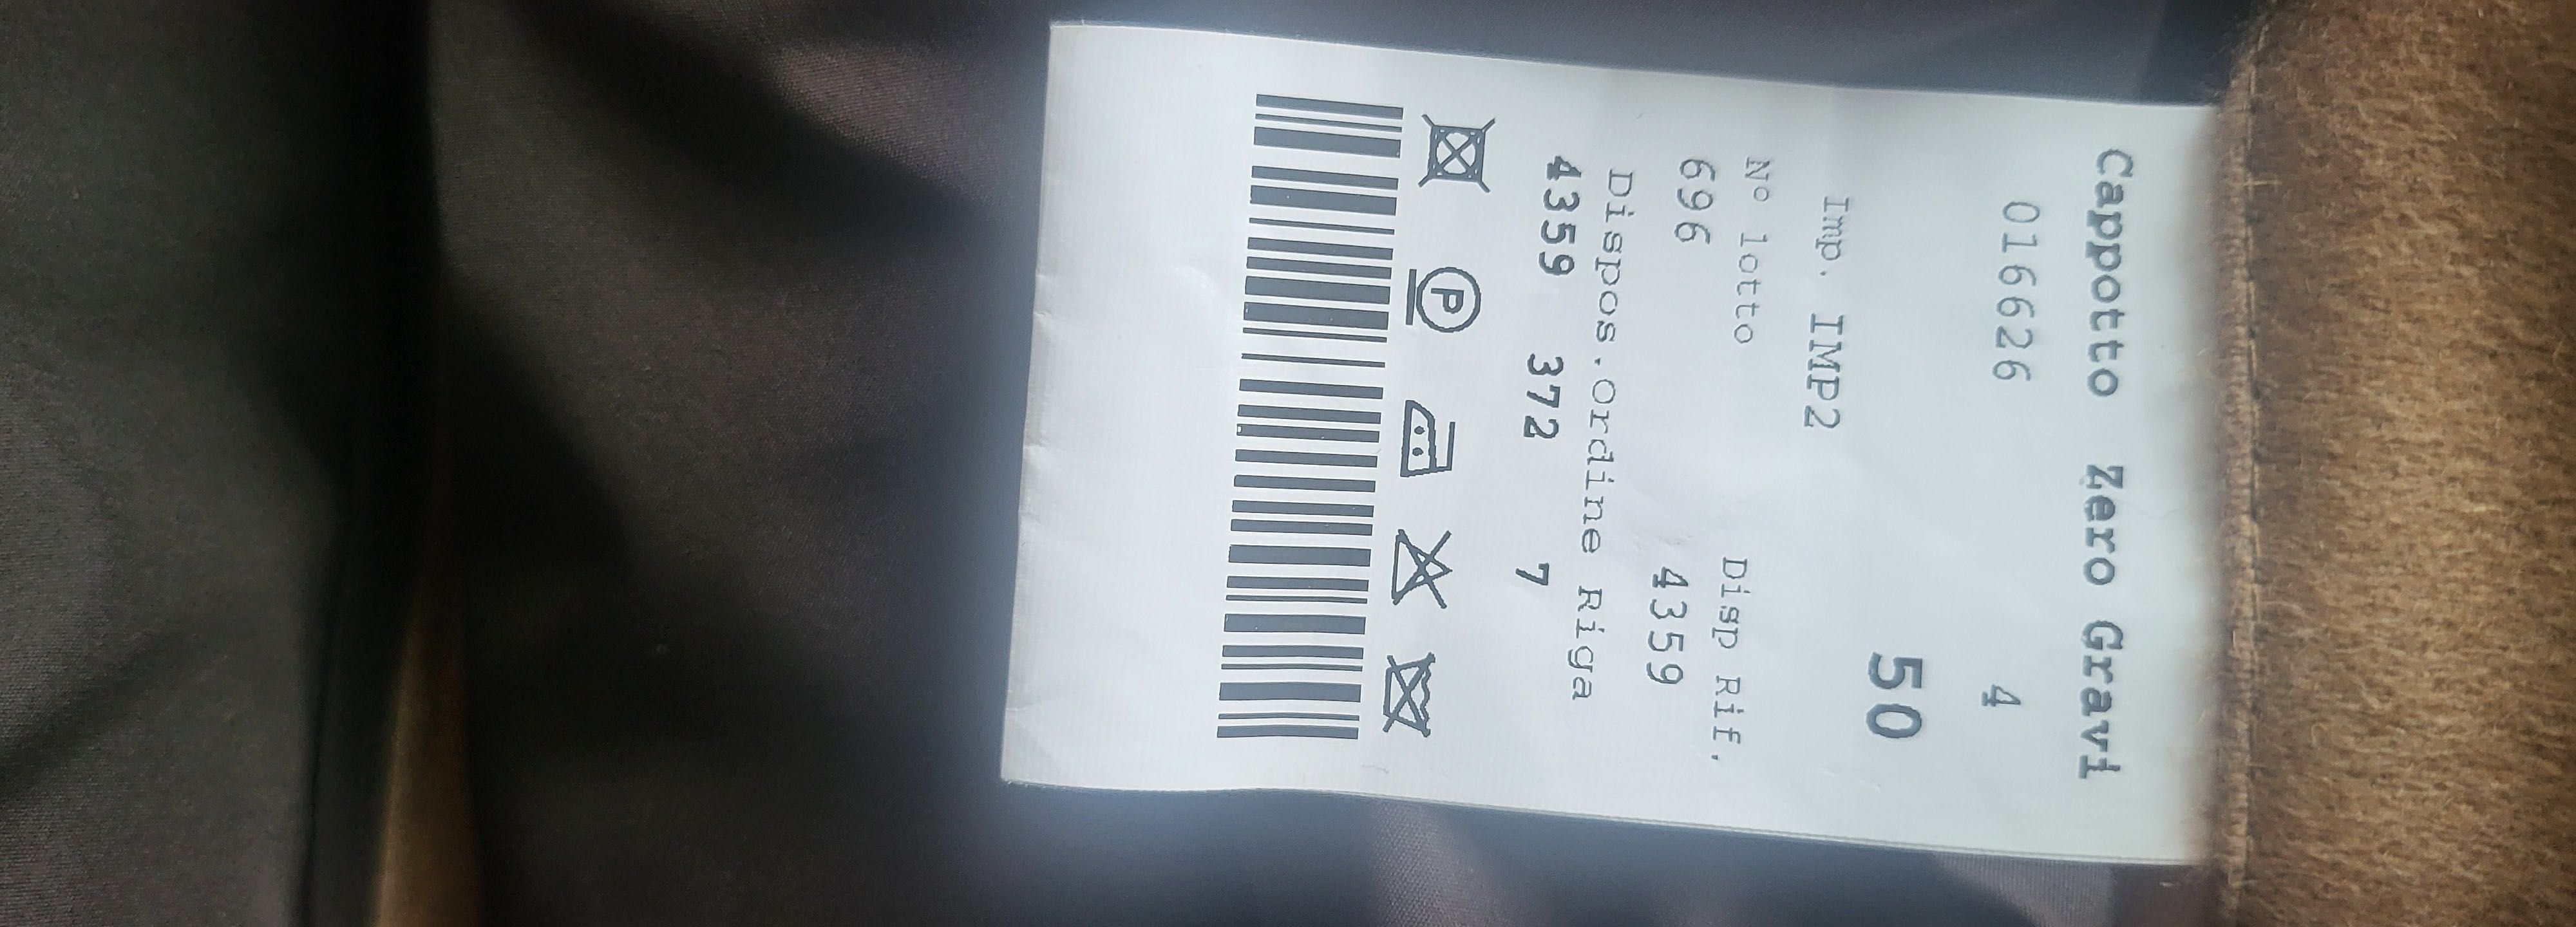 Cappotto Zero Gravi
016626 4
50
Imp. IMP2
N° lotto Disp Rif.
696 4359
Dispos.Ordine Riga
4359 372 7
P